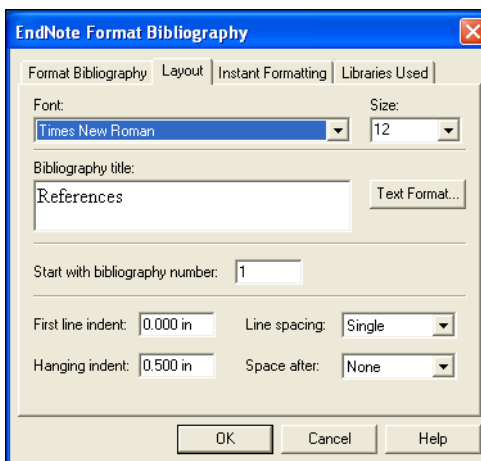 EndNote Format Bibliography
Format Bibliography Layout Instant Formatting Libraries Used
Font: Size:
Times New Roman 12
Bibliography title:
References Text Format...
Start with bibliography number: 1
First line indent: 0.000 in Line spacing: Single
Hanging indent: 0.500 in Space after: None
OK Cancel Help